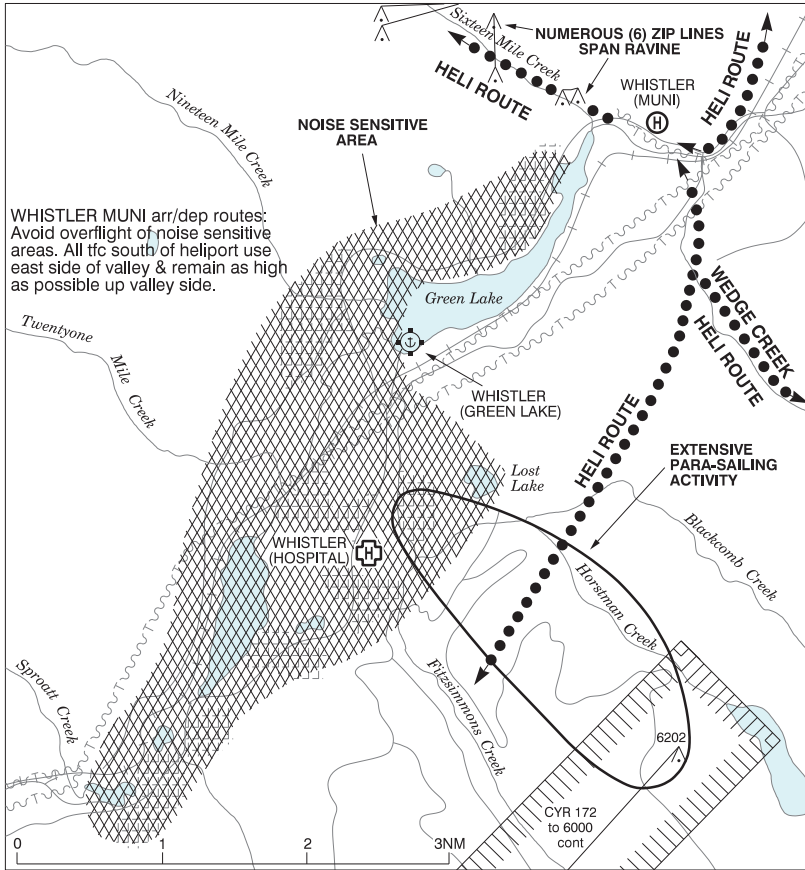 Sixteen Mile Creek
NUMEROUS (6) ZIP LINES
SPAN RAVINE
HELI ROUTE
WHISTLER
(MUNI)
H
HELI ROUTE
Nineteen Mile Creek
NOISE SENSITIVE
AREA
WHISTLER MUNI arr/dep routes:
Avoid overflight of noise sensitive
areas. All tfc south of heliport use
east side of valley & remain as high
as possible up valley side.
Green Lake
WEDGE CREEK
HELI ROUTE
Twentyone Mile Creek
WHISTLER
(GREEN LAKE)
HELI ROUTE
EXTENSIVE
PARA-SAILING
ACTIVITY
Lost
Lake
Blackcomb Creek
WHISTLER
(HOSPITAL)
H
Horstman Creek
Fitzsimmons Creek
Sproatt Creek
6202
CYR 172
to 6000
cont
0 1 2 3NM